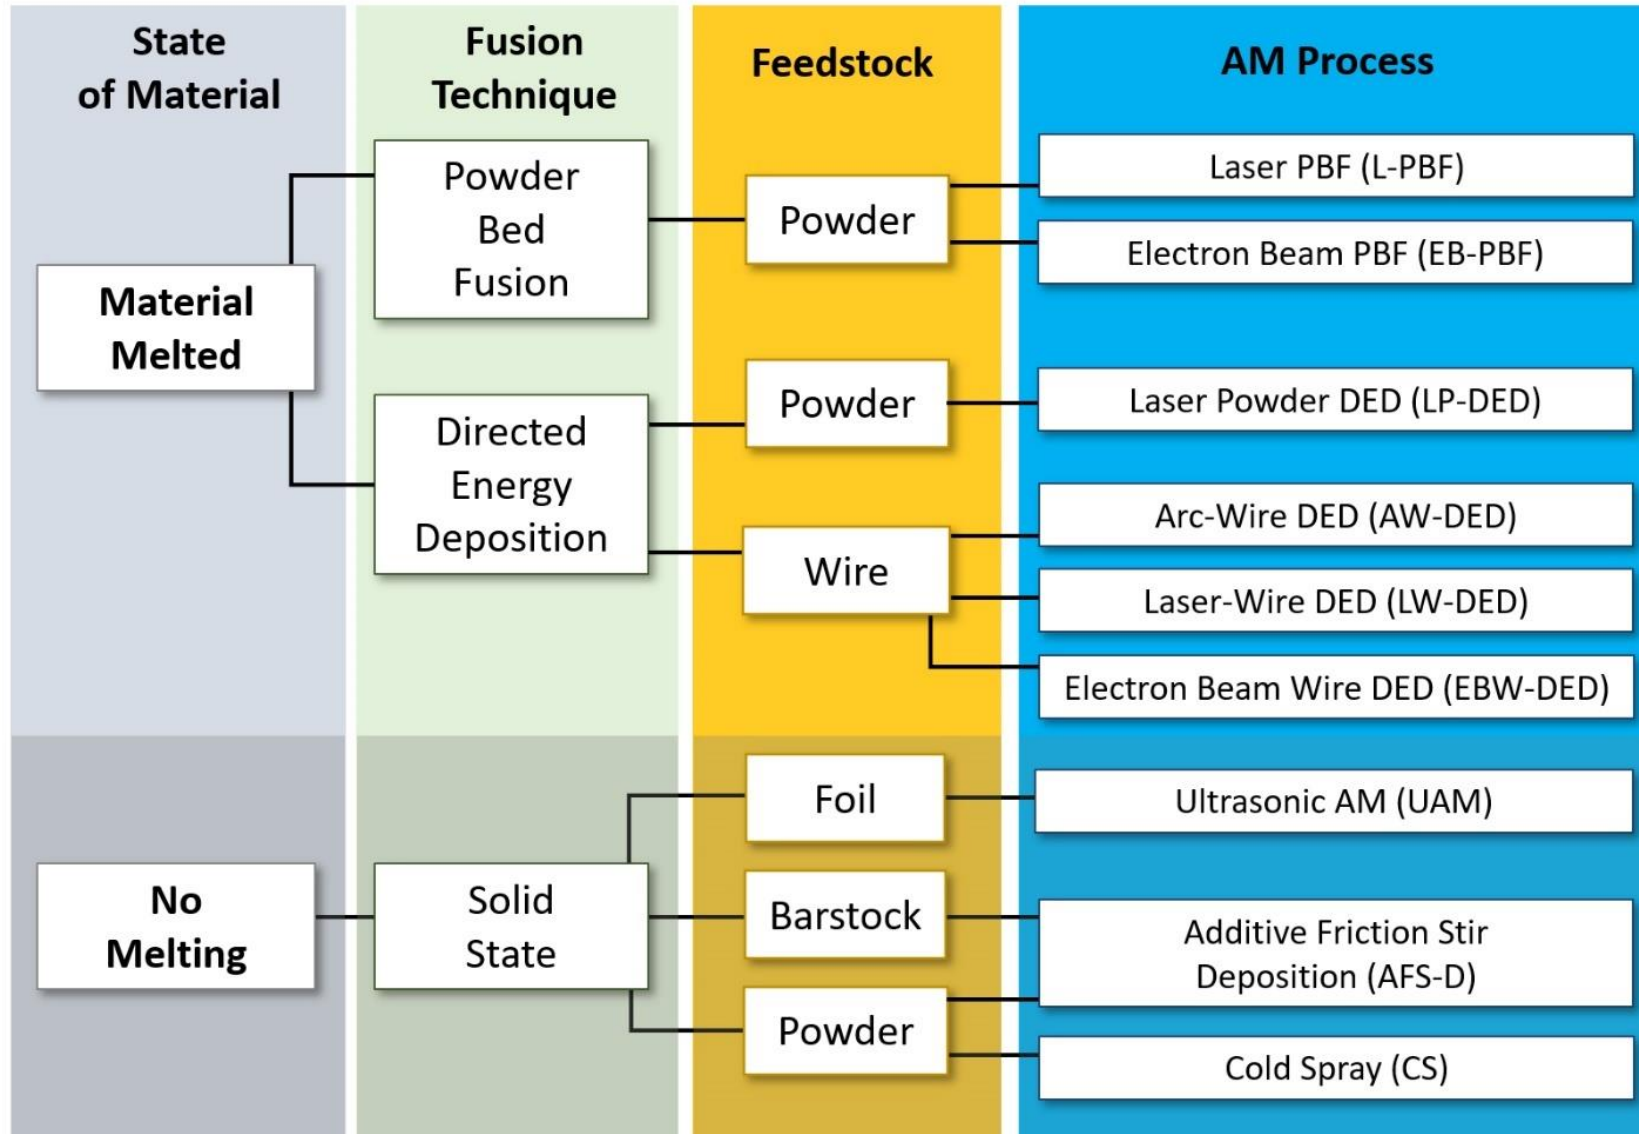 State
of Material
Fusion
Technique
Feedstock
AM Process
Material
Melted
Powder
Bed
Fusion
Powder
Laser PBF (L-PBF)
Electron Beam PBF (EB-PBF)
Directed
Energy
Deposition
Powder
Laser Powder DED (LP-DED)
Wire
Arc-Wire DED (AW-DED)
Laser-Wire DED (LW-DED)
Electron Beam Wire DED (EBW-DED)
No
Melting
Solid
State
Foil
Ultrasonic AM (UAM)
Barstock
Additive Friction Stir
Deposition (AFS-D)
Powder
Cold Spray (CS)